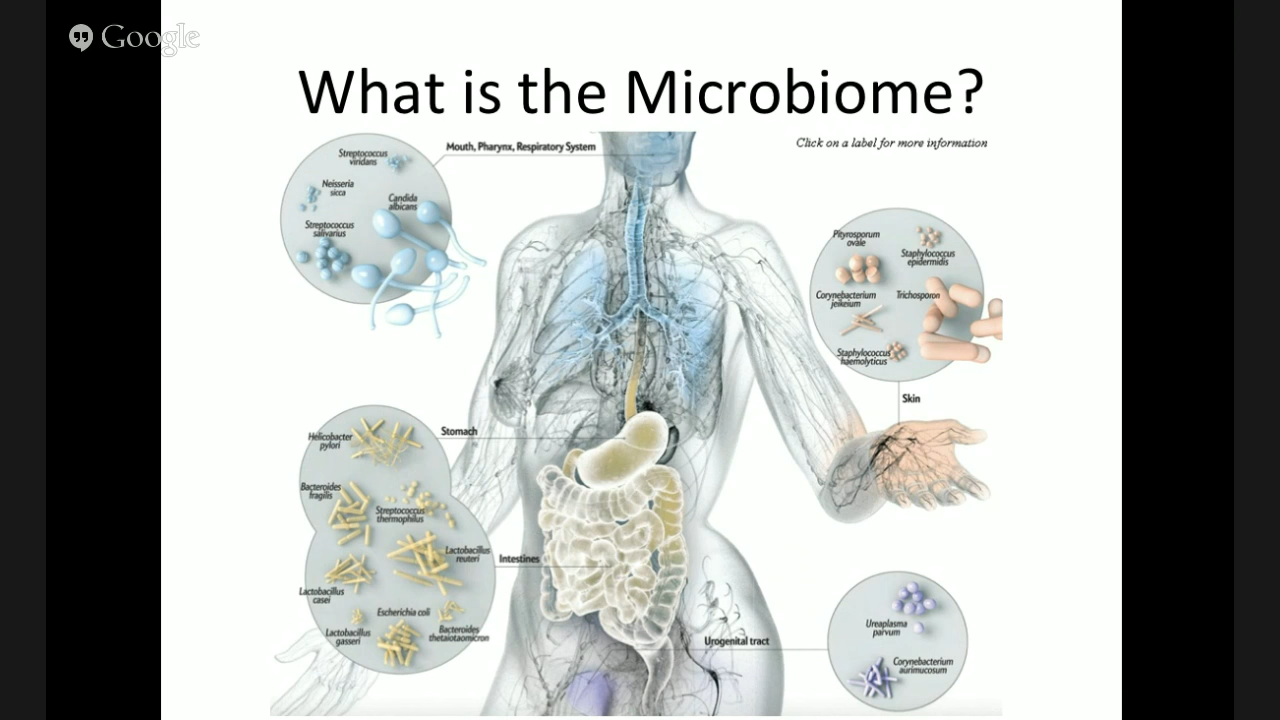 Google
What is the Microbiome?
Mouth, Pharynx, Respiratory System
Click on a label for more information
Streptococcus
viridans
Neisseria
sicca
Candida
albicans
Streptococcus
salivarius
Pityrosporum
ovale
Staphylococcus
epidermidis
Corynebacterium
jeikeium
Trichosporon
Staphylococcus
haemolyticus
Skin
Stomach
Helicobacter
pylori
Bacteroides
fragilis
Streptococcus
thermophilus
Lactobacillus
reuteri
Intestines
Lactobacillus
casei
Escherichia coli
Lactobacillus
gasseri
Bacteroides
thetaiotaomicron
Urogenital tract
Ureaplasma
parvum
Corynebacterium
aurimucosum